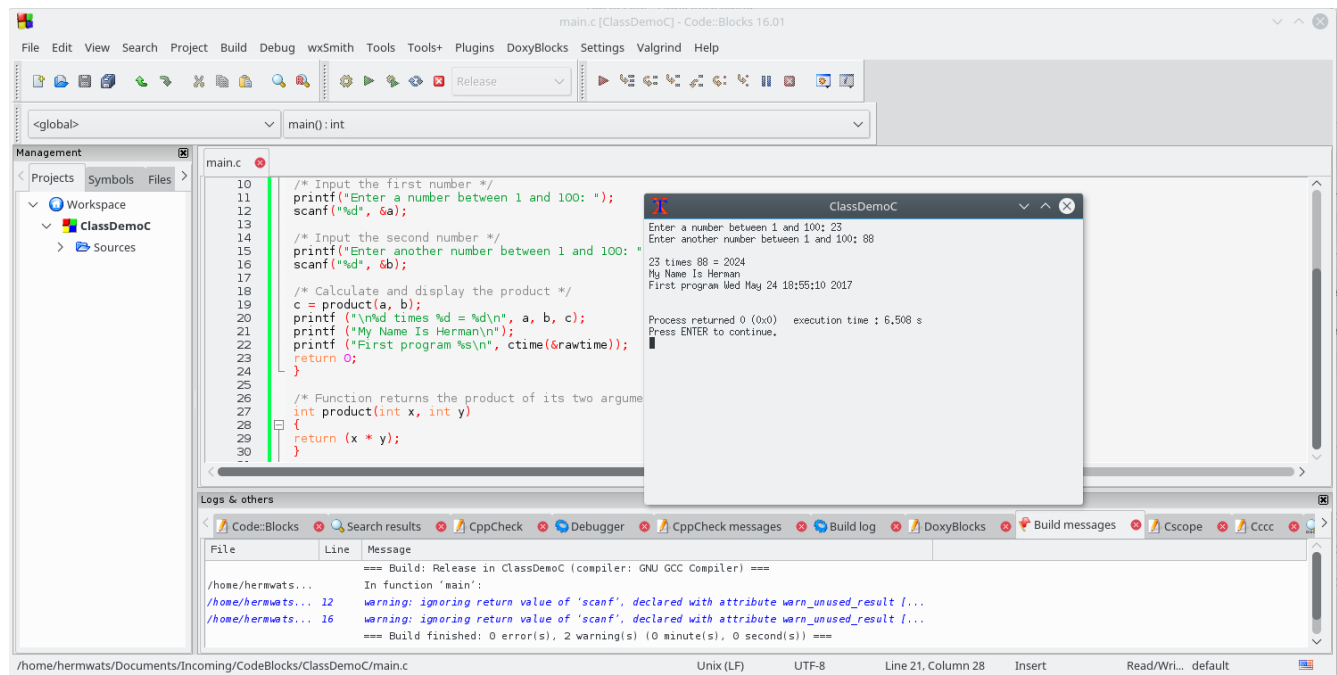 main.c [ClassDemoC] - Code::Blocks 16.01
File Edit View Search Project Build Debug wxSmith Tools Tools+ Plugins DoxyBlocks Settings Valgrind Help
Release
<global>
main() : int
Management
Projects Symbols Files
Workspace
ClassDemoC
Sources
main.c
10 /* Input the first number */
11 printf("Enter a number between 1 and 100: ");
12 scanf("%d", &a);
13
14 /* Input the second number */
15 printf("Enter another number between 1 and 100: "
16 scanf("%d", &b);
17
18 /* Calculate and display the product */
19 c = product(a, b);
20 printf ("\n%d times %d = %d\n", a, b, c);
21 printf ("My Name Is Herman\n");
22 printf ("First program %s\n", ctime(&rawtime));
23 return 0;
24 }
25
26 /* Function returns the product of its two argume
27 int product(int x, int y)
28 {
29 return (x * y);
30 }
ClassDemoC
Enter a number between 1 and 100: 23
Enter another number between 1 and 100: 88
23 times 88 = 2024
My Name Is Herman
First program Wed May 24 18:55:10 2017
Process returned 0 (0x0) execution time : 6.508 s
Press ENTER to continue.
Logs & others
Code::Blocks Search results CppCheck Debugger CppCheck messages Build log DoxyBlocks Build messages Cscope Cccc
File Line Message
=== Build: Release in ClassDemoC (compiler: GNU GCC Compiler) ===
/home/hermwats... In function ‘main’:
/home/hermwats... 12 warning: ignoring return value of ‘scanf’, declared with attribute warn_unused_result [...
/home/hermwats... 16 warning: ignoring return value of ‘scanf’, declared with attribute warn_unused_result [...
=== Build finished: 0 error(s), 2 warning(s) (0 minute(s), 0 second(s)) ===
/home/hermwats/Documents/Incoming/CodeBlocks/ClassDemoC/main.c Unix (LF) UTF-8 Line 21, Column 28 Insert Read/Wri... default